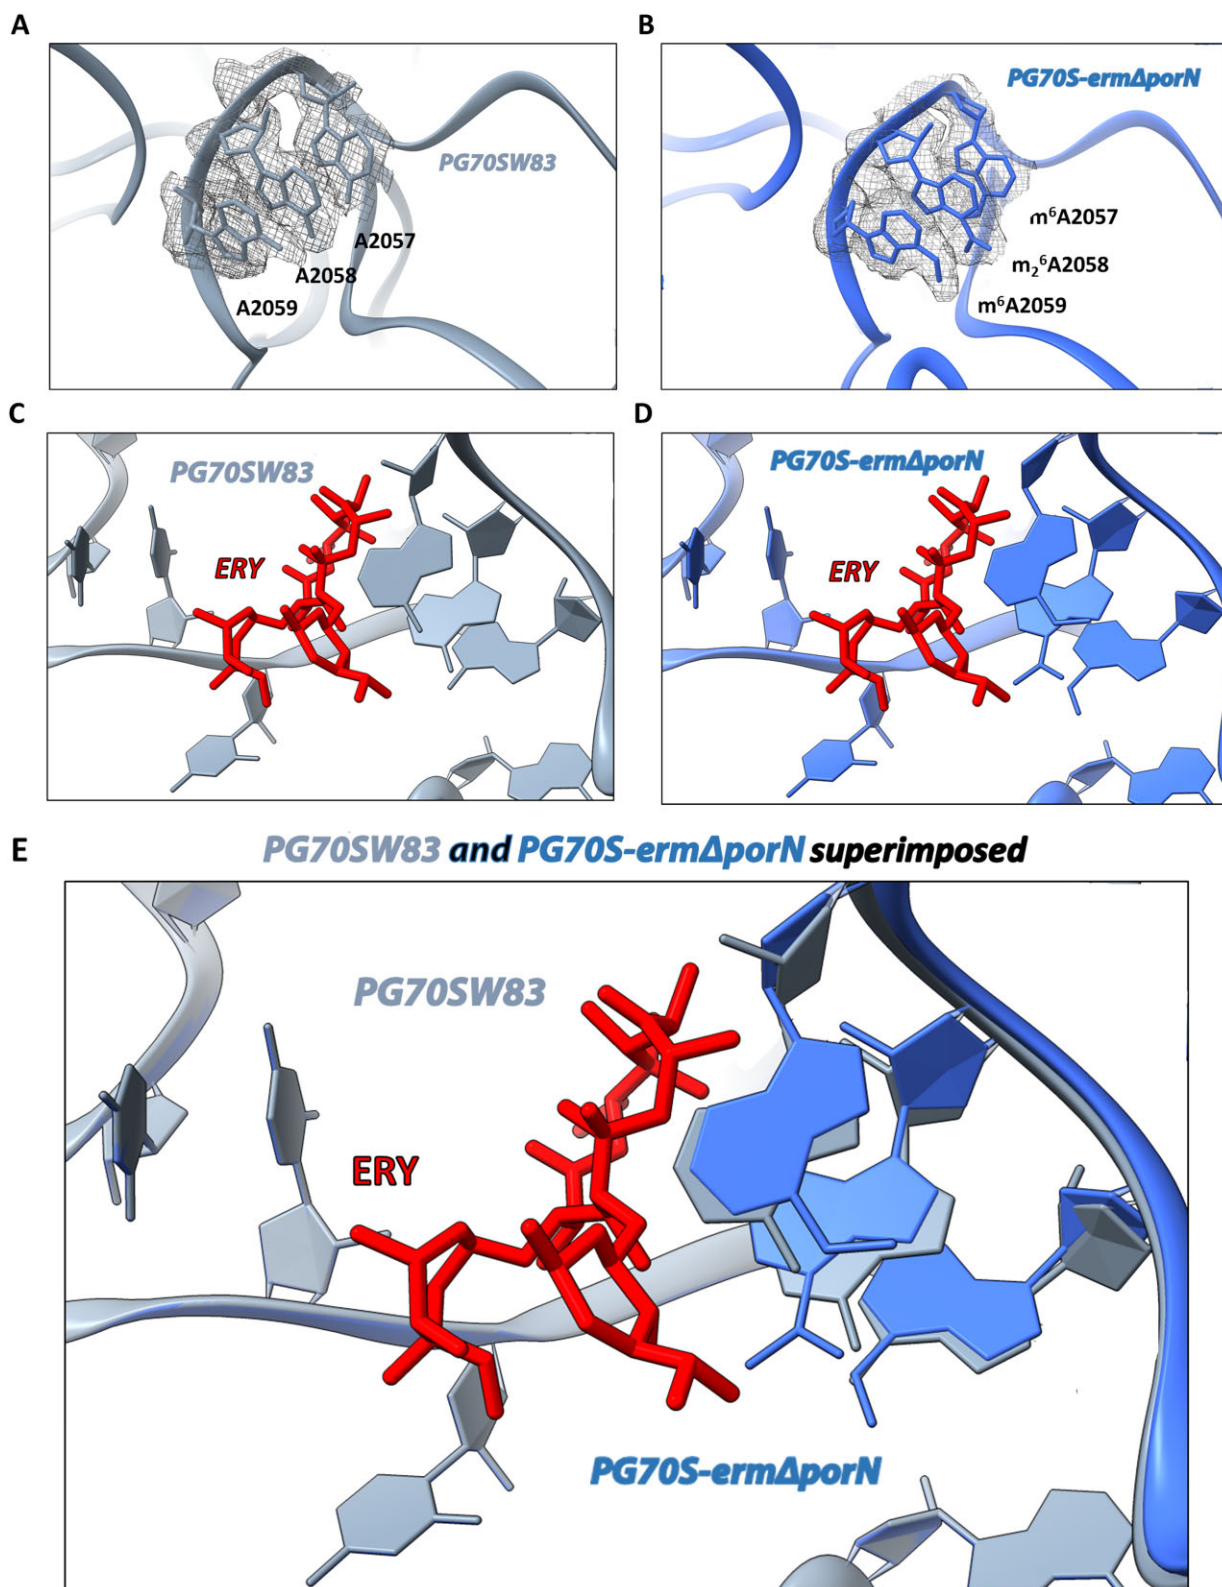 A
B
PG70SW83
PG70S-ermΔporN
A2057
A2058
A2059
m⁶A2057
m₂⁶A2058
m⁶A2059
C
D
PG70SW83
PG70S-ermΔporN
ERY
ERY
E
PG70SW83 and PG70S-ermΔporN superimposed
PG70SW83
ERY
PG70S-ermΔporN